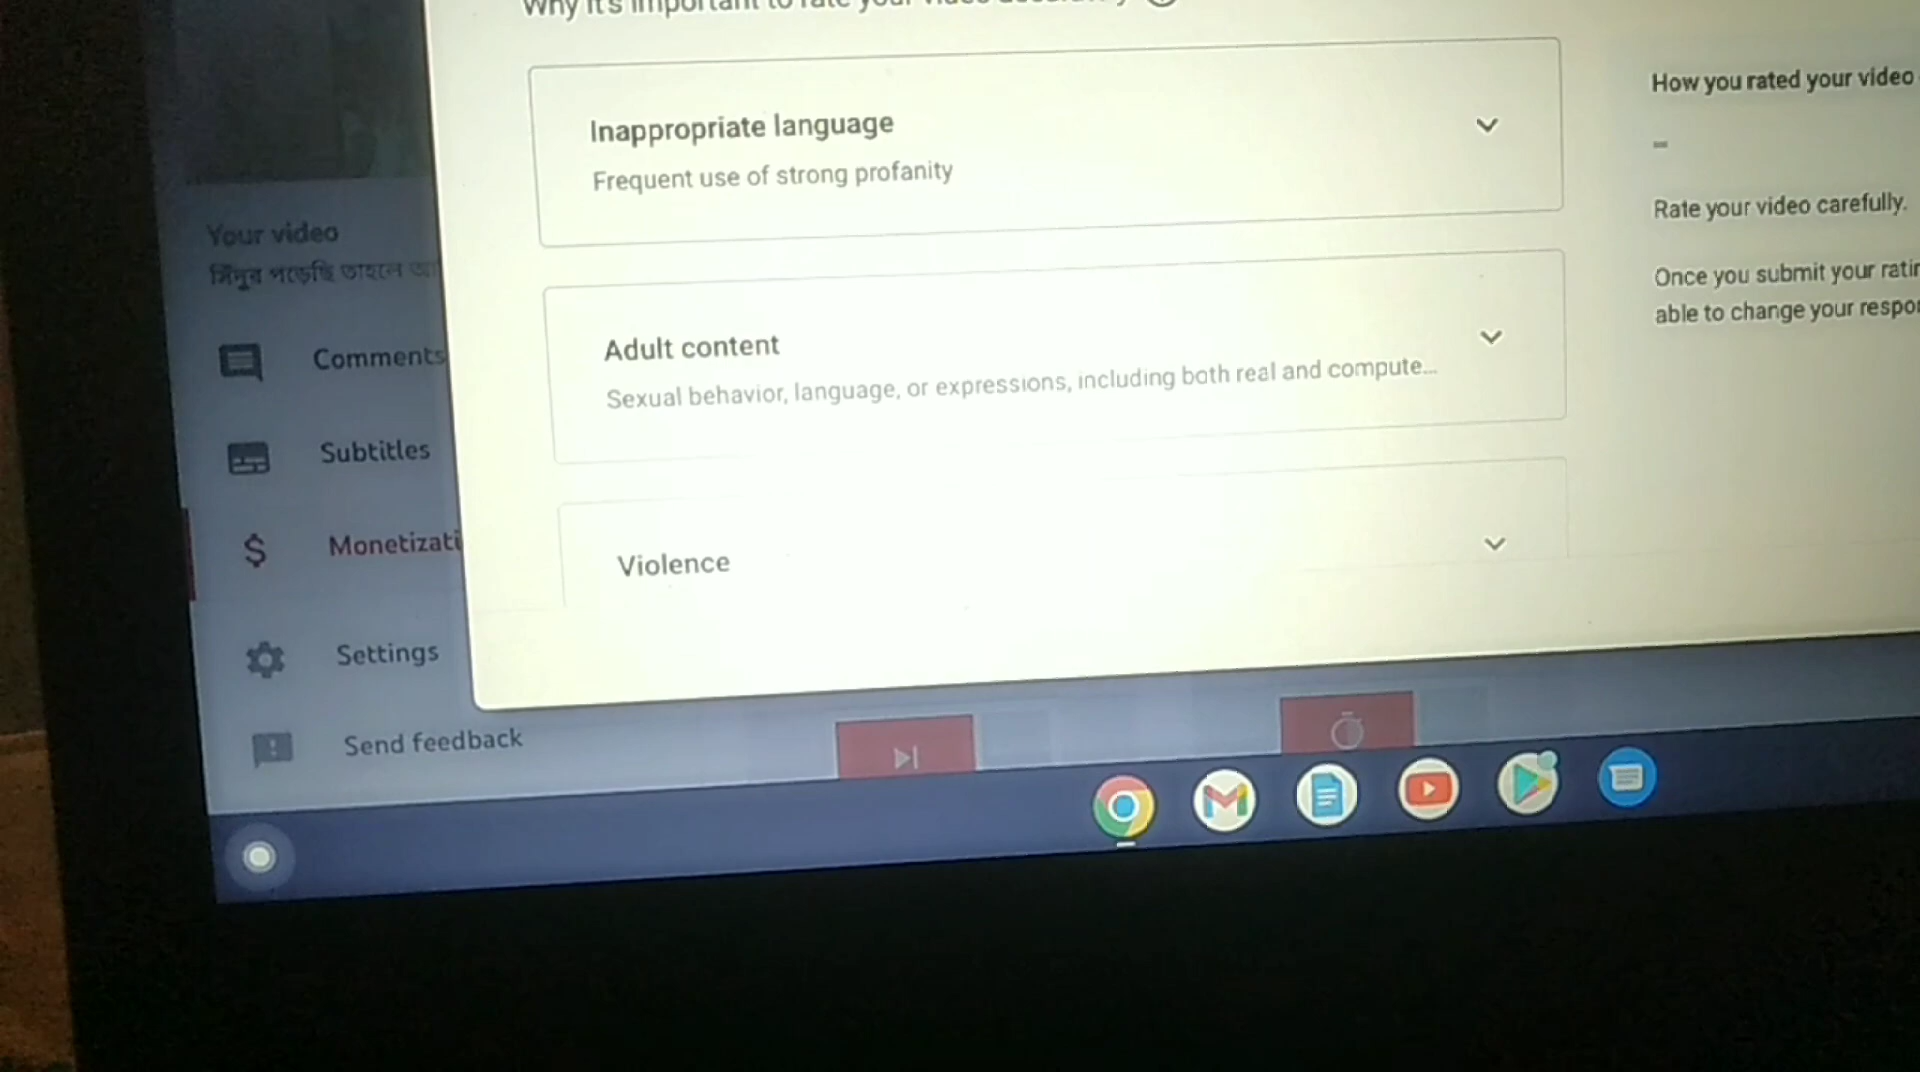 Why it's important to rate your video accurately
Inappropriate language
Frequent use of strong profanity
Adult content
Sexual behavior, language, or expressions, including both real and compute...
Violence
How you rated your video
Rate your video carefully.
Once you submit your ratin
able to change your respon
Your video
সিঁদুর পড়েছি তাহলে আ
Comments
Subtitles
$ Monetizati
Settings
Send feedback